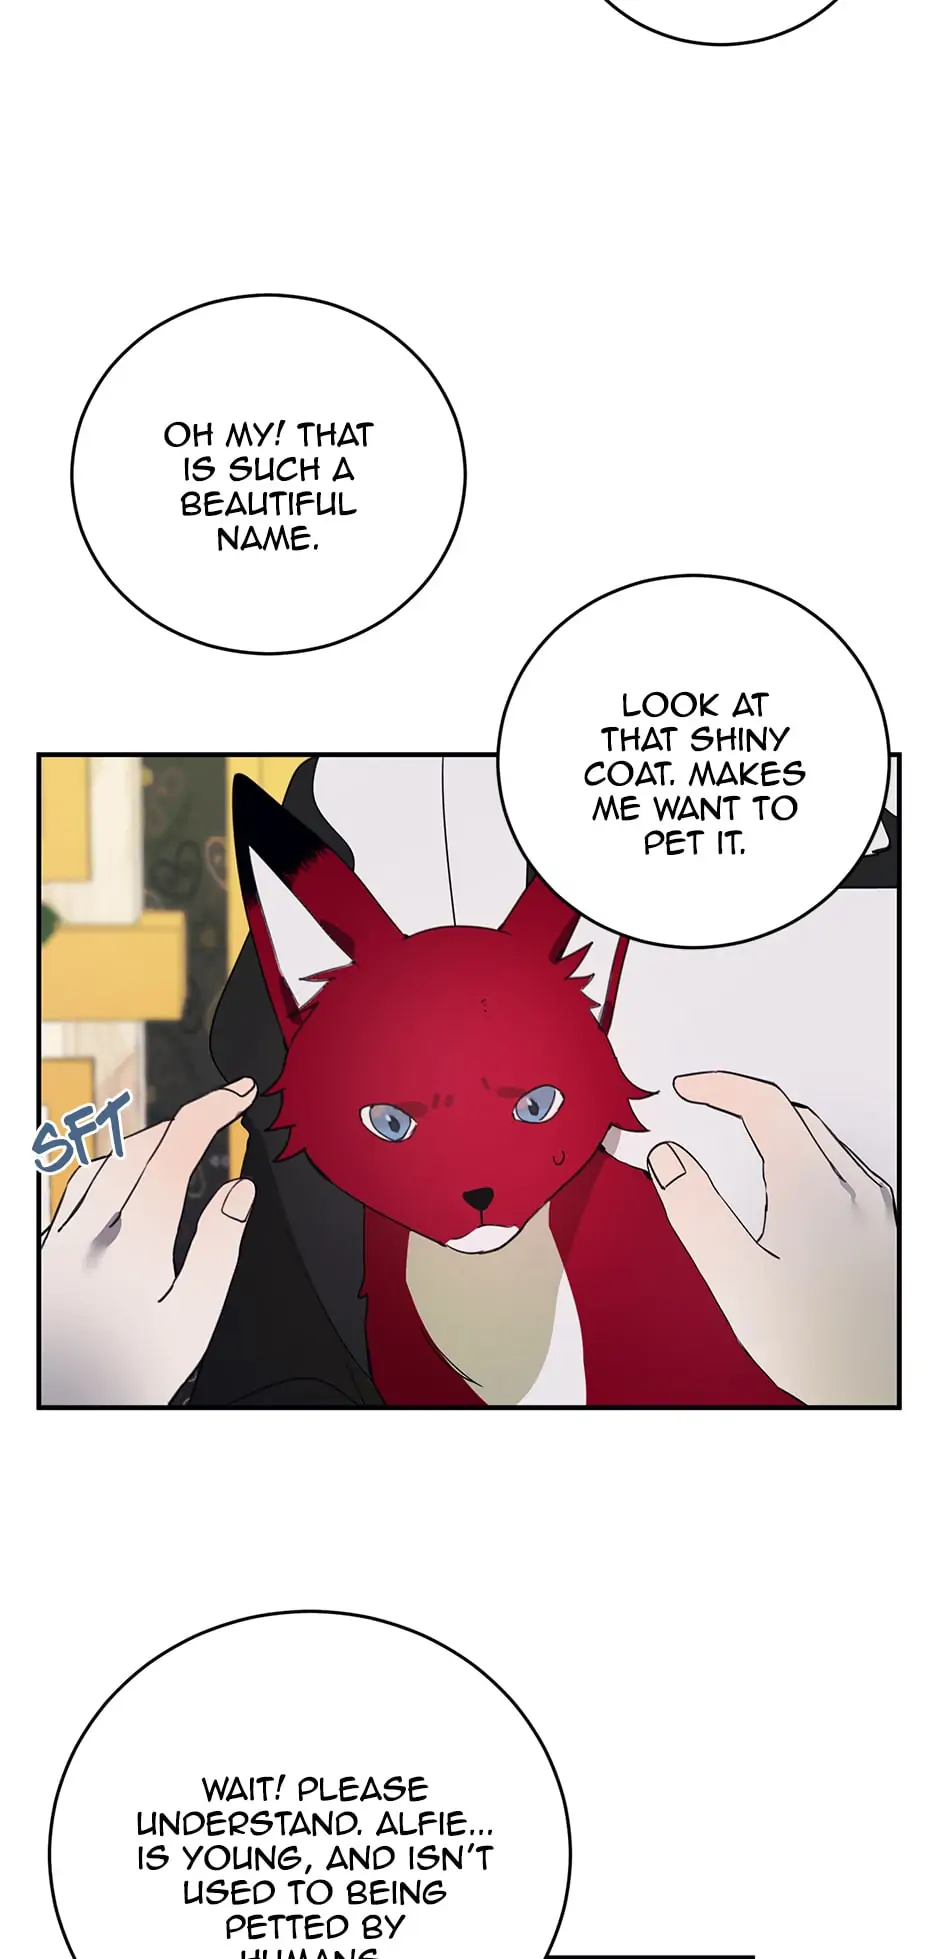 OH MY! THAT
IS SUCH A
BEAUTIFUL
NAME.
LOOK AT
THAT SHINY
COAT. MAKES
ME WANT TO
PET IT.
SFT
WAIT! PLEASE
UNDERSTAND. ALFIE...
IS YOUNG, AND ISN'T
USED TO BEING
PETTED BY
HUMANS